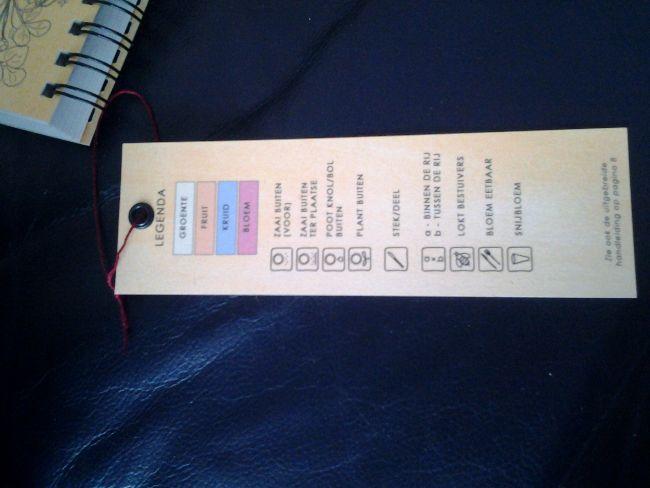 LEGENDA
GROENTE
FRUIT
KRUID
BLOEM
ZAAI BUITEN
(VOOR)
ZAAI BUITEN
TER PLAATSE
POOT KNOL/BOL
BUITEN
PLANT BUITEN
STEK/DEEL
a - BINNEN DE RIJ
b - TUSSEN DE RIJ
LOKT BESTUIVERS
BLOEM EETBAAR
SNIJBLOEM
Zie ook de uitgebreide
handleiding op pagina 8